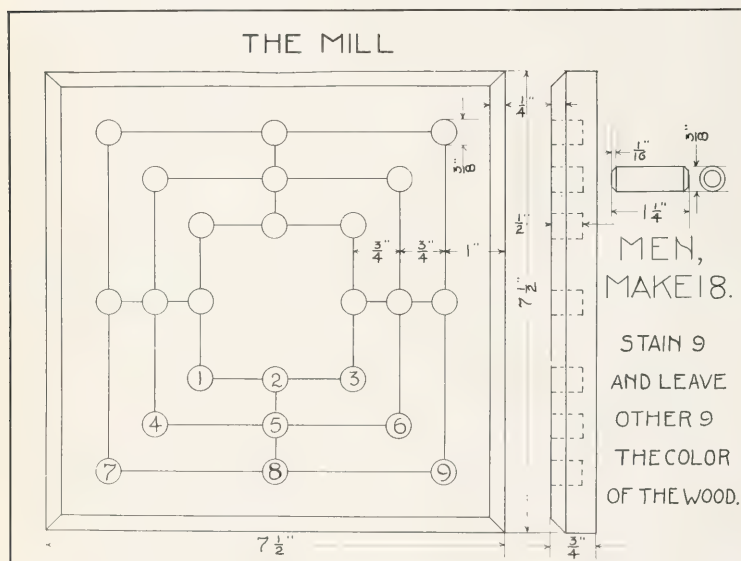 THE MILL
1/4"
3/8"
1/16"
3/8"
1 1/4"
1/2"
3/4"
3/4"
1"
7 1/2"
MEN,
MAKE 18.
STAIN 9
AND LEAVE
OTHER 9
THE COLOR
OF THE WOOD.
1 2 3
4 5 6
7 8 9
7 1/2"
3/4"